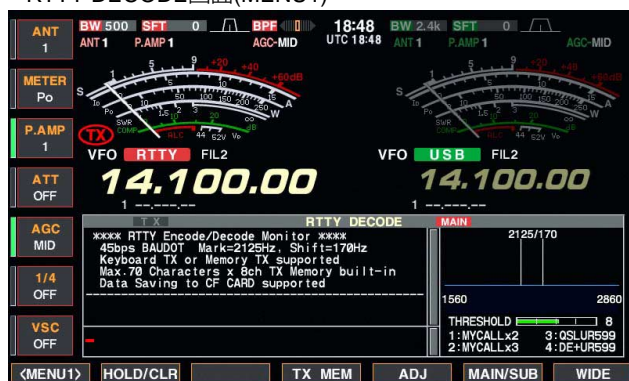 RTTY DECODE画面(MENU1)
ANT 1
BW 500 SFT 0 BPF 18:48 BW 2.4k SFT 0
ANT 1 P.AMP 1 AGC-MID UTC 18:48 ANT 1 P.AMP 1 AGC-MID
METER Po
P.AMP 1
TX
VFO RTTY FIL2 VFO USB FIL2
ATT OFF
14.100.00 14.100.00
1 --.---.-- 1 --.---.--
AGC MID
TX RTTY DECODE MAIN
**** RTTY Encode/Decode Monitor ****
45bps BAUDOT Mark=2125Hz, Shift=170Hz
Keyboard TX or Memory TX supported
Max.70 Characters x 8ch TX Memory built-in
Data Saving to CF CARD supported
2125/170
1560 2860
1/4 OFF
THRESHOLD 8
1:MYCALLx2 3:QSLUR599
2:MYCALLx3 4:DE+UR599
VSC OFF
<MENU1> HOLD/CLR TX MEM ADJ MAIN/SUB WIDE